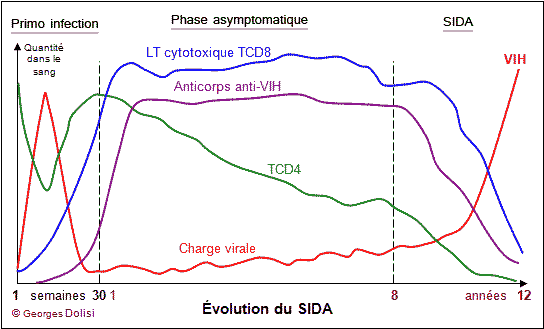 Primo infection Phase asymptomatique SIDA
Quantité
dans le
sang
LT cytotoxique TCD8
VIH
Anticorps anti-VIH
TCD4
Charge virale
1 semaines 30 1 8 années 12
Évolution du SIDA
© Georges Dolisi